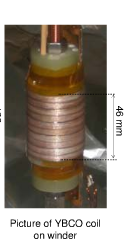 46 mm
Picture of YBCO coil
on winder